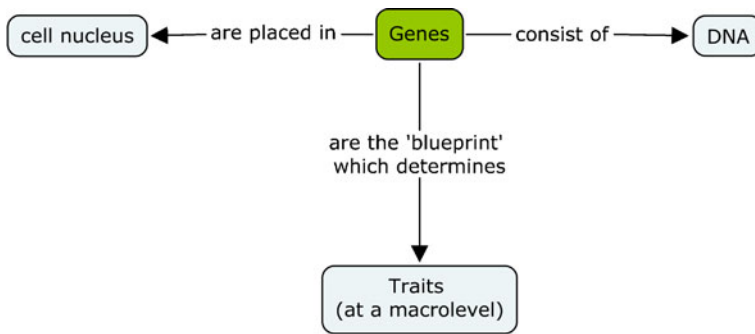 cell nucleus are placed in Genes consist of DNA
are the 'blueprint'
which determines
Traits
(at a macrolevel)